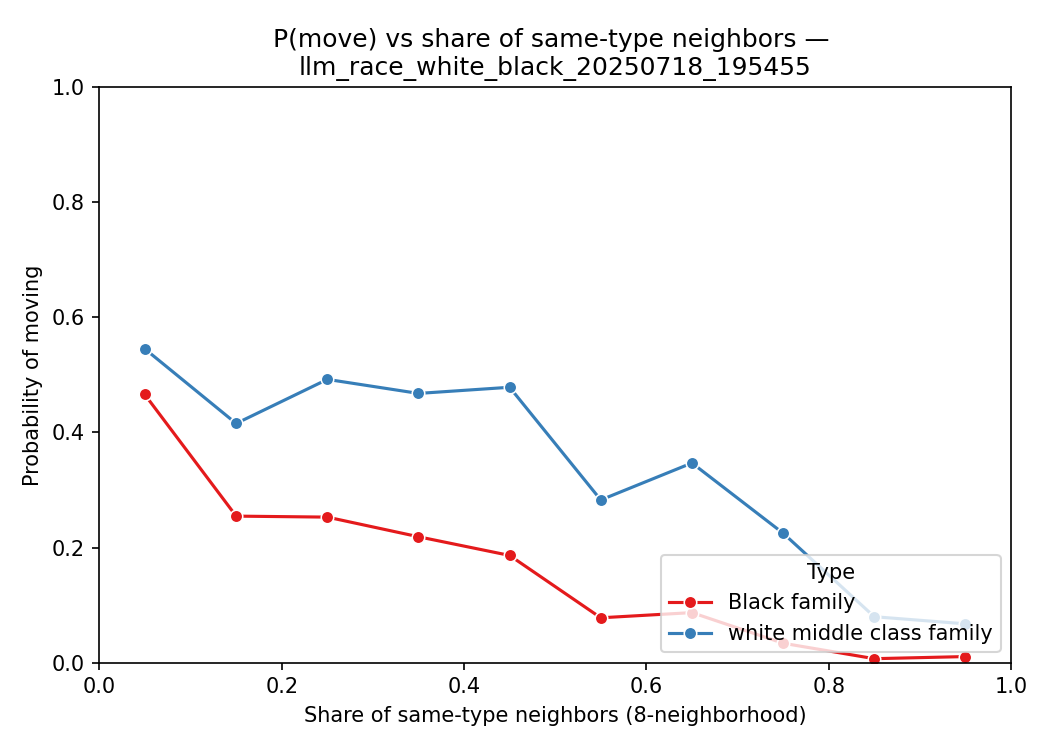 P(move) vs share of same-type neighbors —
llm_race_white_black_20250718_195455
Probability of moving
1.0
0.8
0.6
0.4
0.2
0.0
Type
Black family
white middle class family
0.0 0.2 0.4 0.6 0.8 1.0
Share of same-type neighbors (8-neighborhood)